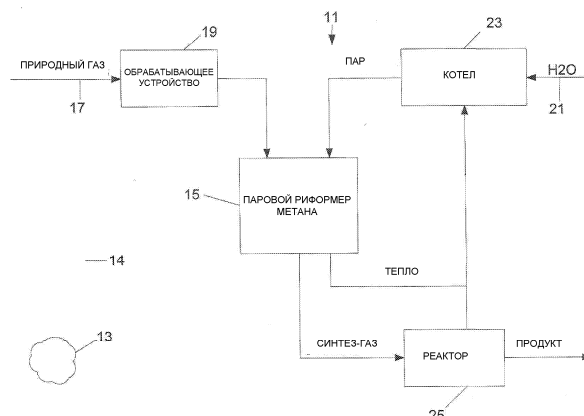 11
19
23
ПРИРОДНЫЙ ГАЗ
ОБРАБАТЫВАЮЩЕЕ
УСТРОЙСТВО
ПАР
КОТЕЛ
H2O
17
21
15
ПАРОВОЙ РИФОРМЕР
МЕТАНА
14
ТЕПЛО
13
СИНТЕЗ-ГАЗ
РЕАКТОР
ПРОДУКТ
25